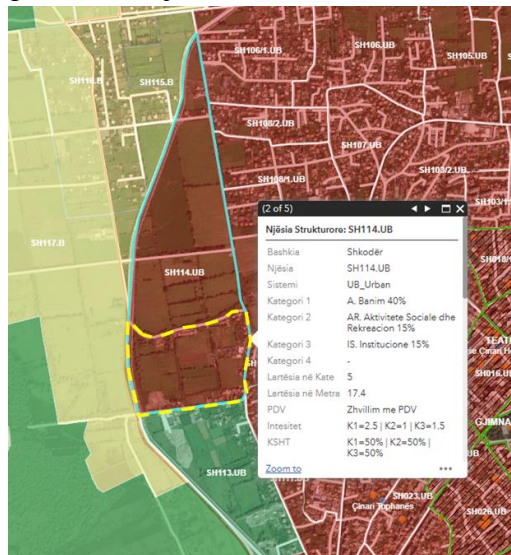 SH106/1.UB
SH106.UB
SH105.UB
SH116.B
SH115.B
SH108/2.UB
SH107.UB
SH103/2.UB
SH108/1.UB
SH117.B
SH114.UB
SH113.UB
(2 of 5)
Njësia Strukturore: SH114.UB
Bashkia Shkodër
Njësia SH114.UB
Sistemi UB_Urban
Kategori 1 A. Banim 40%
Kategori 2 AR. Aktivitete Sociale dhe
Rekreacion 15%
Kategori 3 IS. Institucione 15%
Kategori 4 -
Lartësia në Kate 5
Lartësia në Metra 17.4
PDV Zhvillim me PDV
Intesitet K1=2.5 | K2=1 | K3=1.5
KSHT K1=50% | K2=50% |
K3=50%
Zoom to
SH023.UB
Çinari Tophanës
SH026.UB